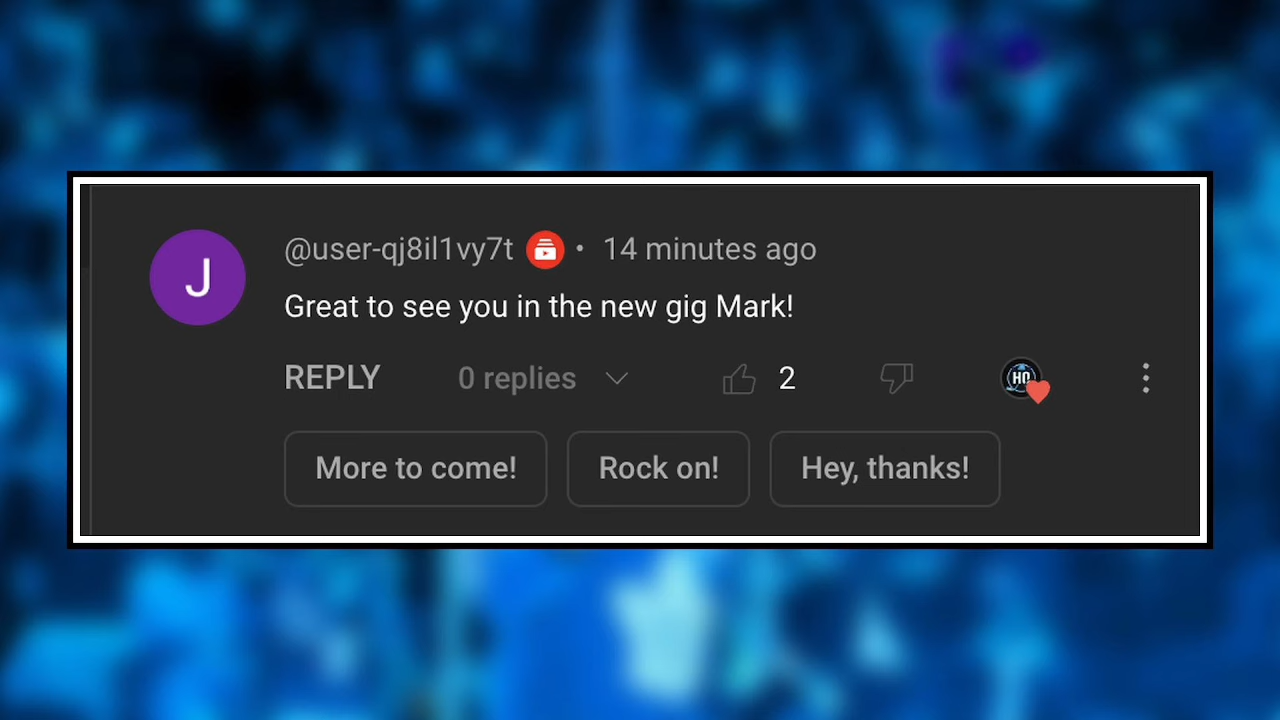 J
@user-qj8il1vy7t • 14 minutes ago
Great to see you in the new gig Mark!
REPLY 0 replies 2 HQ
More to come! Rock on! Hey, thanks!